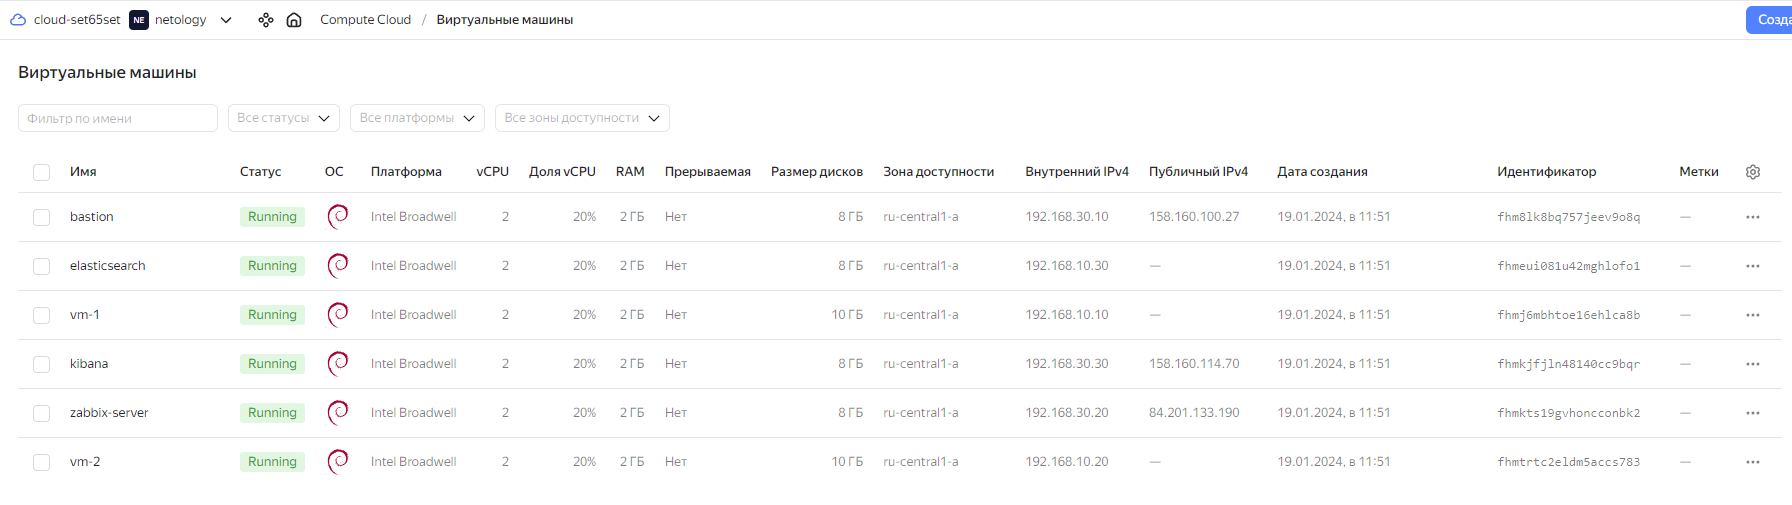 cloud-set65set NE netology Compute Cloud / Виртуальные машины Созда
Виртуальные машины
Фильтр по имени Все статусы Все платформы Все зоны доступности
Имя Статус ОС Платформа vCPU Доля vCPU RAM Прерываемая Размер дисков Зона доступности Внутренний IPv4 Публичный IPv4 Дата создания Идентификатор Метки
bastion Running Intel Broadwell 2 20% 2 ГБ Нет 8 ГБ ru-central1-a 192.168.30.10 158.160.100.27 19.01.2024, в 11:51 fhm8lk8bq757jeev9o8q — ···
elasticsearch Running Intel Broadwell 2 20% 2 ГБ Нет 8 ГБ ru-central1-a 192.168.10.30 — 19.01.2024, в 11:51 fhmeui081u42mghlofo1 — ···
vm-1 Running Intel Broadwell 2 20% 2 ГБ Нет 10 ГБ ru-central1-a 192.168.10.10 — 19.01.2024, в 11:51 fhmj6mbhtoe16ehlca8b — ···
kibana Running Intel Broadwell 2 20% 2 ГБ Нет 8 ГБ ru-central1-a 192.168.30.30 158.160.114.70 19.01.2024, в 11:51 fhmkjfjln48140cc9bqr — ···
zabbix-server Running Intel Broadwell 2 20% 2 ГБ Нет 8 ГБ ru-central1-a 192.168.30.20 84.201.133.190 19.01.2024, в 11:51 fhmkts19gvhoncconbk2 — ···
vm-2 Running Intel Broadwell 2 20% 2 ГБ Нет 10 ГБ ru-central1-a 192.168.10.20 — 19.01.2024, в 11:51 fhmtrtc2eldm5accs783 — ···